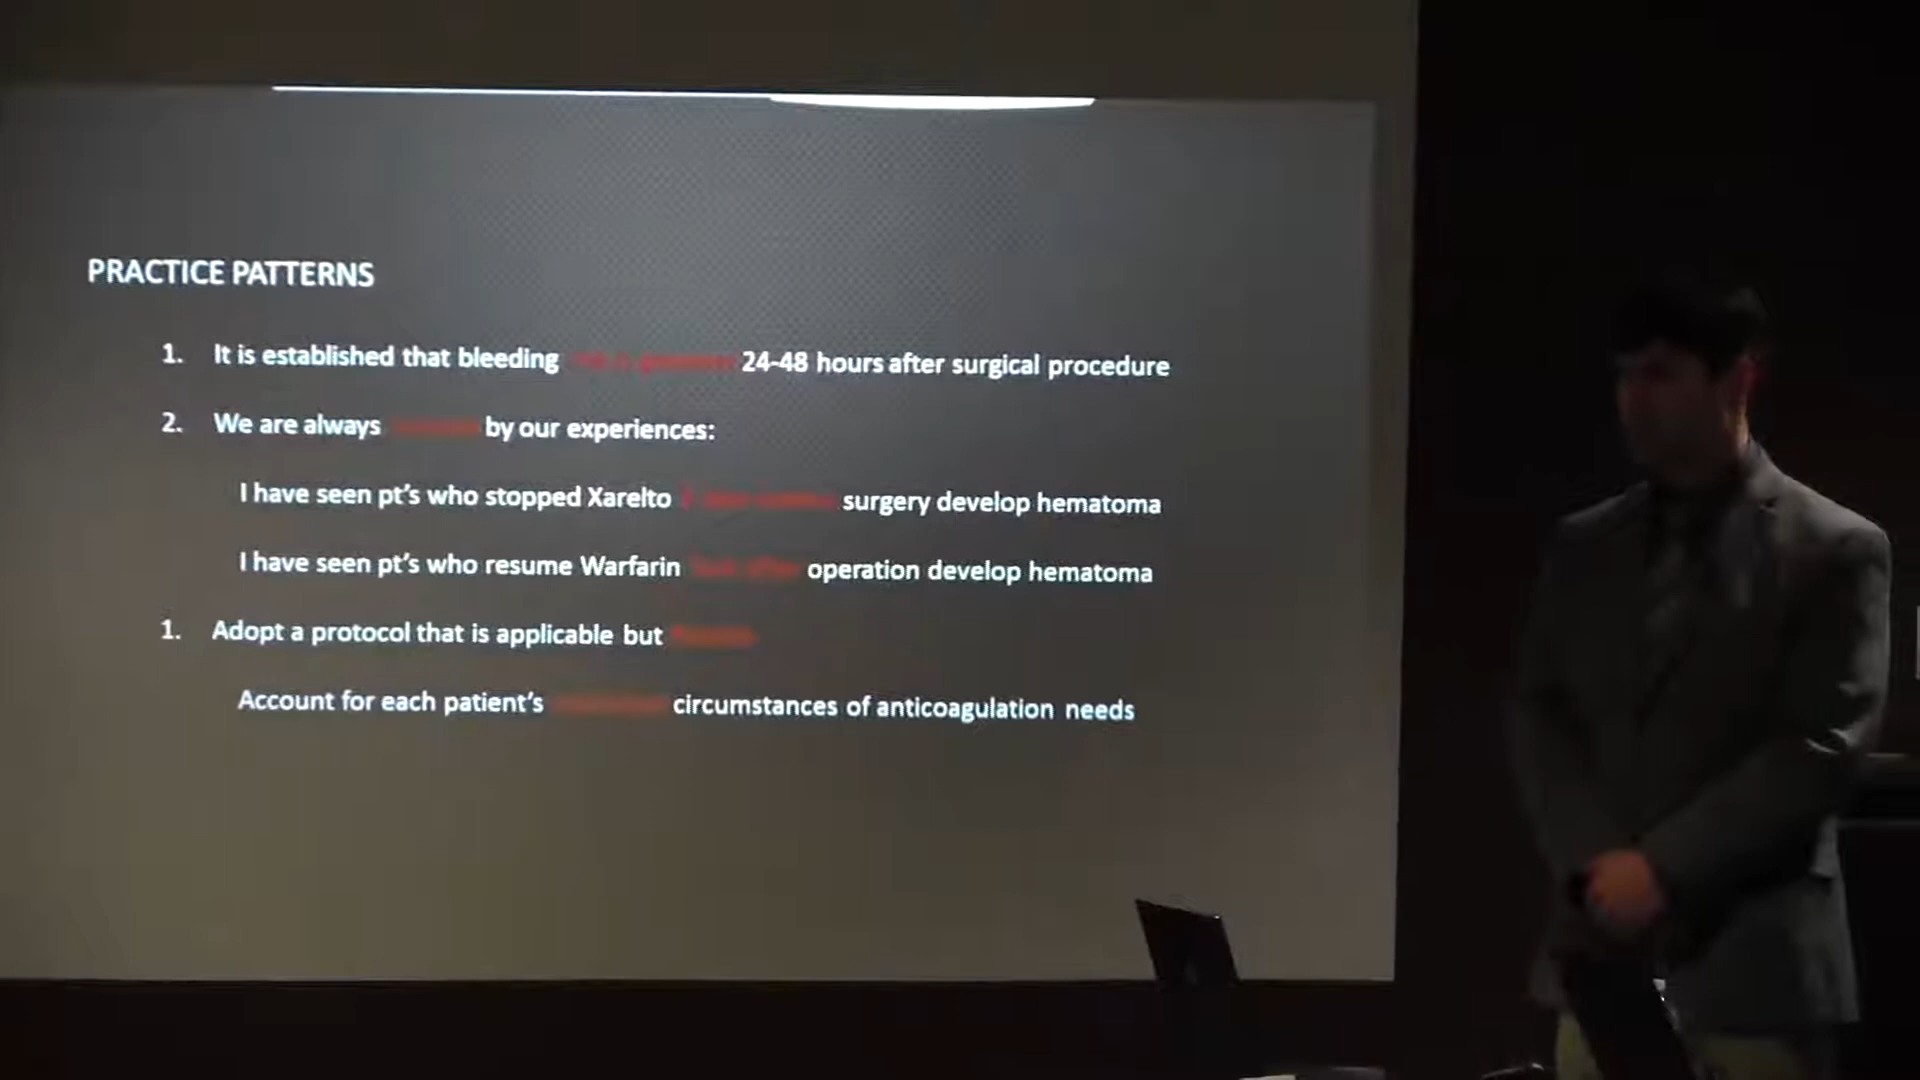 PRACTICE PATTERNS
1. It is established that bleeding 24-48 hours after surgical procedure
2. We are always by our experiences:
I have seen pt's who stopped Xarelto surgery develop hematoma
I have seen pt's who resume Warfarin operation develop hematoma
1. Adopt a protocol that is applicable but
Account for each patient's circumstances of anticoagulation needs